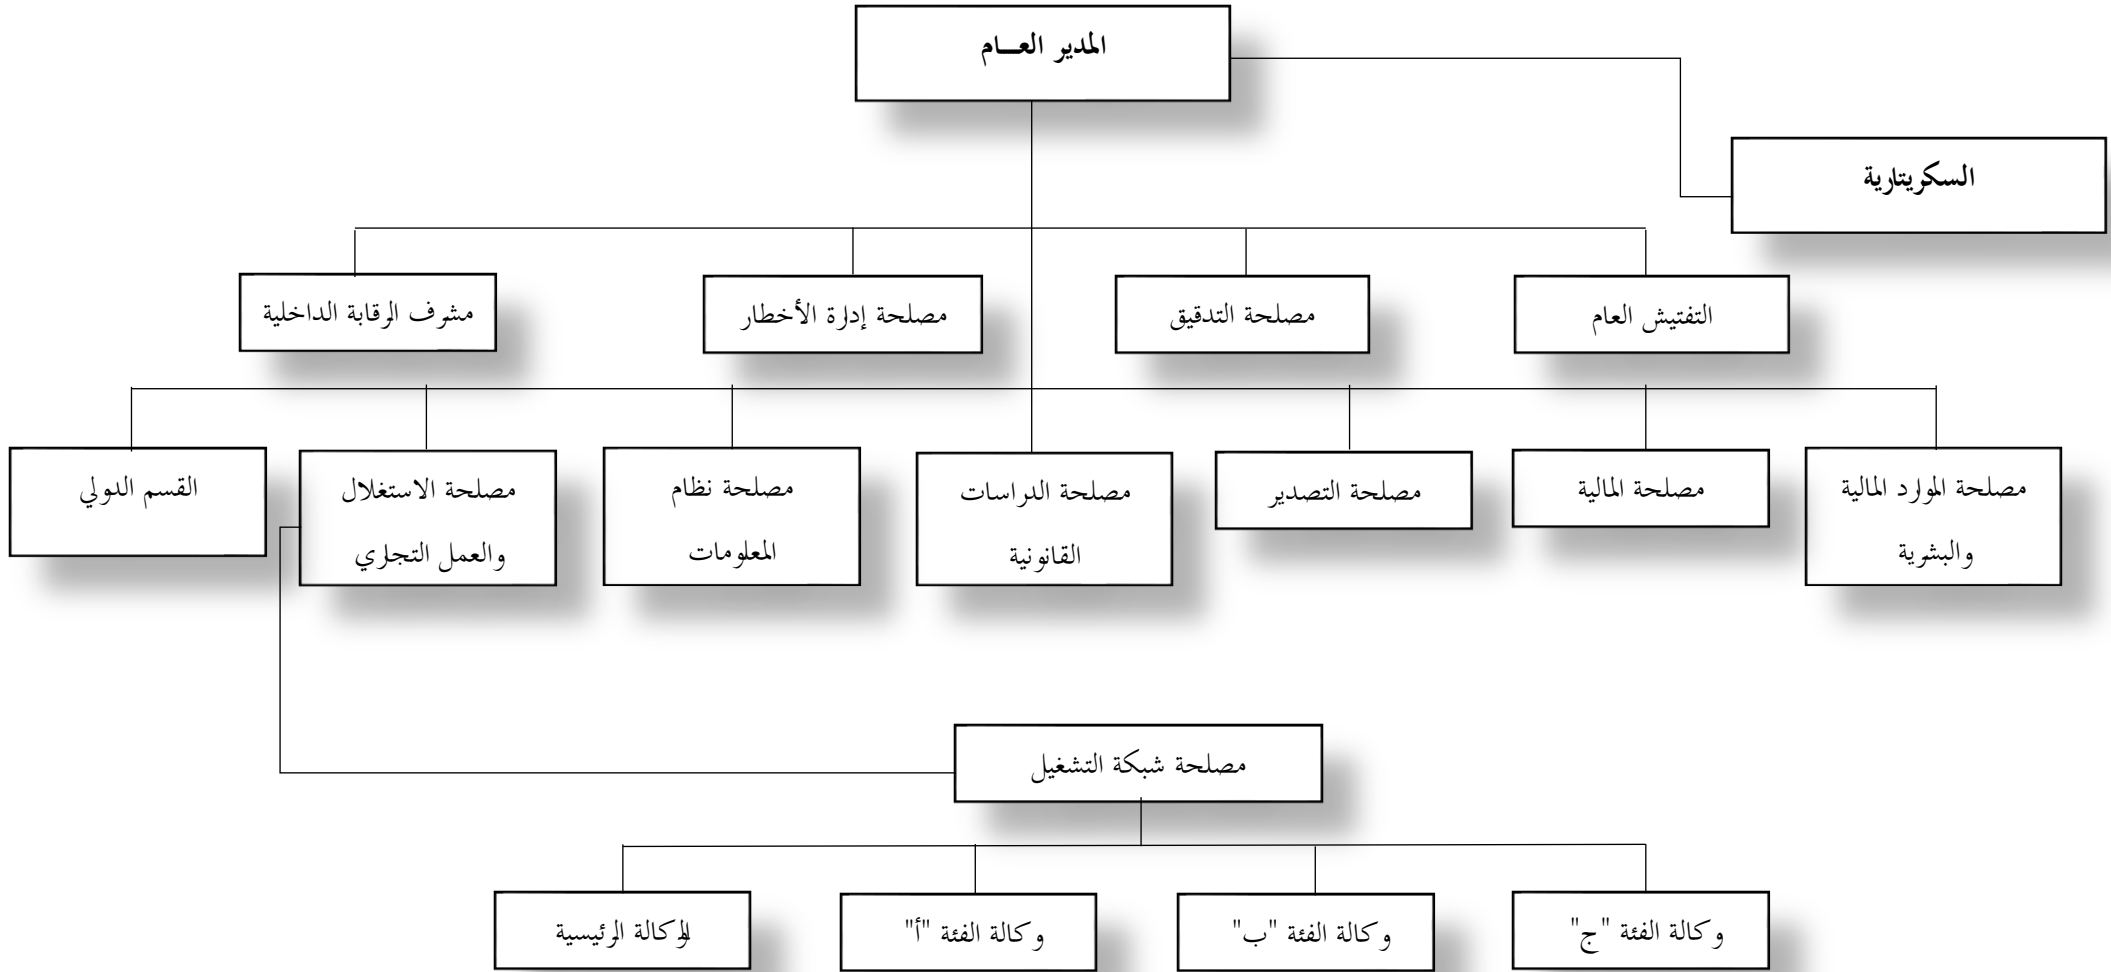 المدير العـــام
السكريتارية
التفتيش العام
مصلحة التدقيق
مصلحة إدارة الأخطار
مشرف الرقابة الداخلية
مصلحة الموارد المالية
والبشرية
مصلحة المالية
مصلحة التصدير
مصلحة الدراسات
القانونية
مصلحة نظام
المعلومات
مصلحة الاستغلال
والعمل التجاري
القسم الدولي
مصلحة شبكة التشغيل
وكالة الفئة "ج"
وكالة الفئة "ب"
وكالة الفئة "أ"
الوكالة الرئيسية